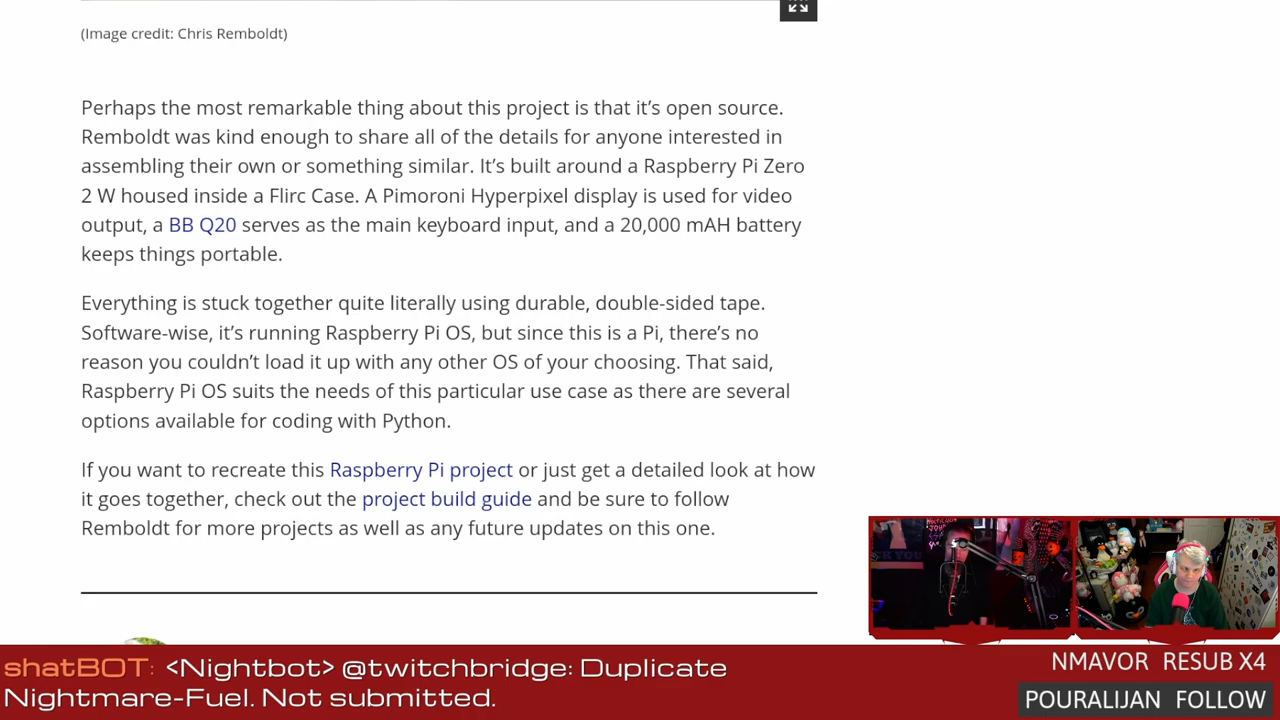 (Image credit: Chris Remboldt)
Perhaps the most remarkable thing about this project is that it’s open source.
Remboldt was kind enough to share all of the details for anyone interested in
assembling their own or something similar. It’s built around a Raspberry Pi Zero
2 W housed inside a Flirc Case. A Pimoroni Hyperpixel display is used for video
output, a BB Q20 serves as the main keyboard input, and a 20,000 mAH battery
keeps things portable.
Everything is stuck together quite literally using durable, double-sided tape.
Software-wise, it’s running Raspberry Pi OS, but since this is a Pi, there’s no
reason you couldn’t load it up with any other OS of your choosing. That said,
Raspberry Pi OS suits the needs of this particular use case as there are several
options available for coding with Python.
If you want to recreate this Raspberry Pi project or just get a detailed look at how
it goes together, check out the project build guide and be sure to follow
Remboldt for more projects as well as any future updates on this one.
shatBOT: <Nightbot> @twitchbridge: Duplicate
Nightmare-Fuel. Not submitted.
NMAVOR RESUB X4
POURALIJAN FOLLOW